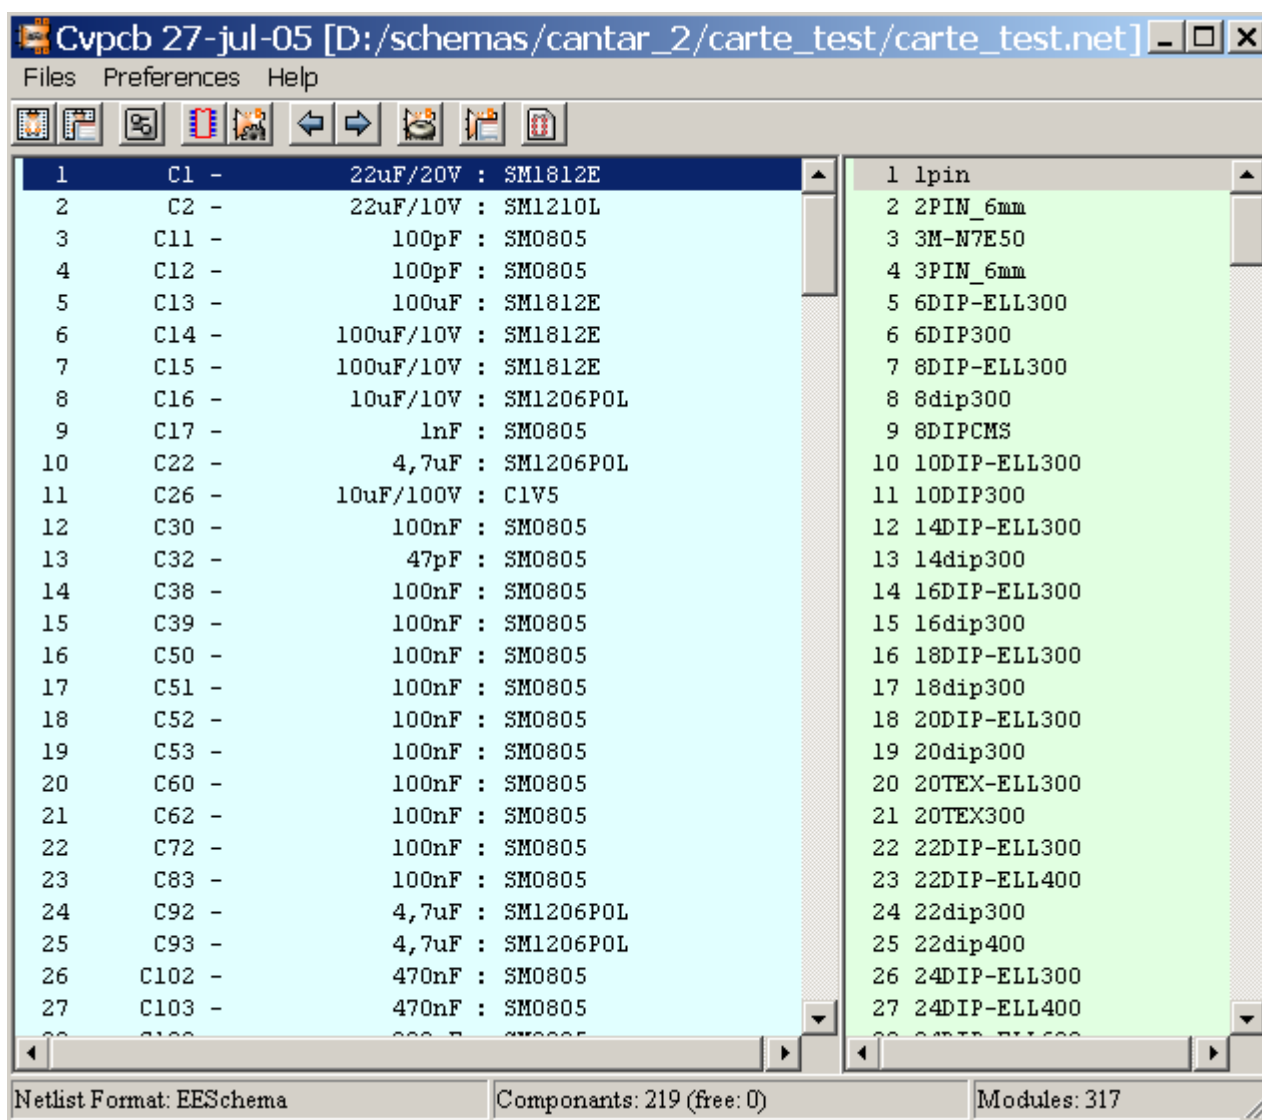 Cvpcb 27-jul-05 [D:/schemas/cantar_2/carte_test/carte_test.net]
Files Preferences Help
1 C1 - 22uF/20V : SM1812E
2 C2 - 22uF/10V : SM1210L
3 C11 - 100pF : SM0805
4 C12 - 100pF : SM0805
5 C13 - 100uF : SM1812E
6 C14 - 100uF/10V : SM1812E
7 C15 - 100uF/10V : SM1812E
8 C16 - 10uF/10V : SM1206POL
9 C17 - 1nF : SM0805
10 C22 - 4,7uF : SM1206POL
11 C26 - 10uF/100V : C1V5
12 C30 - 100nF : SM0805
13 C32 - 47pF : SM0805
14 C38 - 100nF : SM0805
15 C39 - 100nF : SM0805
16 C50 - 100nF : SM0805
17 C51 - 100nF : SM0805
18 C52 - 100nF : SM0805
19 C53 - 100nF : SM0805
20 C60 - 100nF : SM0805
21 C62 - 100nF : SM0805
22 C72 - 100nF : SM0805
23 C83 - 100nF : SM0805
24 C92 - 4,7uF : SM1206POL
25 C93 - 4,7uF : SM1206POL
26 C102 - 470nF : SM0805
27 C103 - 470nF : SM0805
1 1pin
2 2PIN_6mm
3 3M-N7E50
4 3PIN_6mm
5 6DIP-ELL300
6 6DIP300
7 8DIP-ELL300
8 8dip300
9 8DIPCMS
10 10DIP-ELL300
11 10DIP300
12 14DIP-ELL300
13 14dip300
14 16DIP-ELL300
15 16dip300
16 18DIP-ELL300
17 18dip300
18 20DIP-ELL300
19 20dip300
20 20TEX-ELL300
21 20TEX300
22 22DIP-ELL300
23 22DIP-ELL400
24 22dip300
25 22dip400
26 24DIP-ELL300
27 24DIP-ELL400
Netlist Format: EESchema
Componants: 219 (free: 0)
Modules: 317